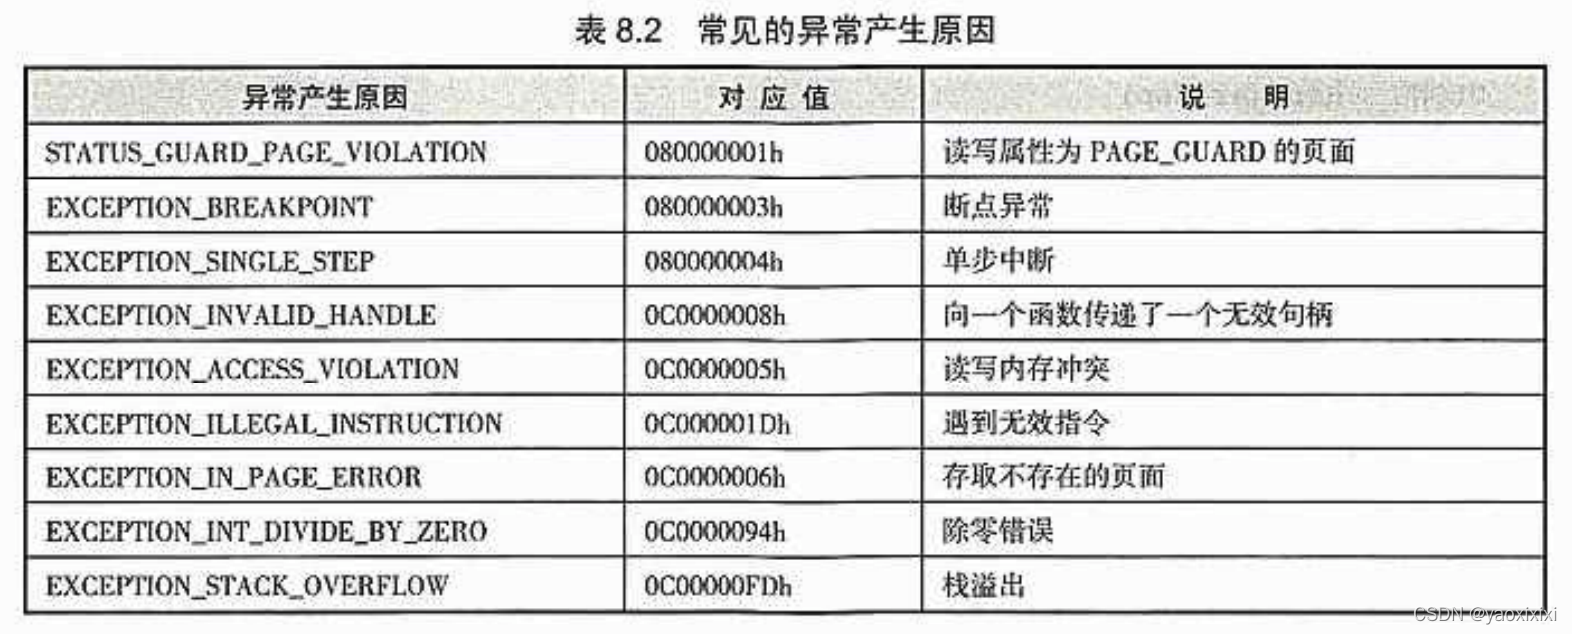 表 8.2 常见的异常产生原因
异常产生原因 对应值 说 明
STATUS_GUARD_PAGE_VIOLATION 080000001h 读写属性为 PAGE_GUARD 的页面
EXCEPTION_BREAKPOINT 080000003h 断点异常
EXCEPTION_SINGLE_STEP 080000004h 单步中断
EXCEPTION_INVALID_HANDLE 0C0000008h 向一个函数传递了一个无效句柄
EXCEPTION_ACCESS_VIOLATION 0C0000005h 读写内存冲突
EXCEPTION_ILLEGAL_INSTRUCTION 0C000001Dh 遇到无效指令
EXCEPTION_IN_PAGE_ERROR 0C0000006h 存取不存在的页面
EXCEPTION_INT_DIVIDE_BY_ZERO 0C0000094h 除零错误
EXCEPTION_STACK_OVERFLOW 0C00000FDh 栈溢出
CSDN @yaoxixixi